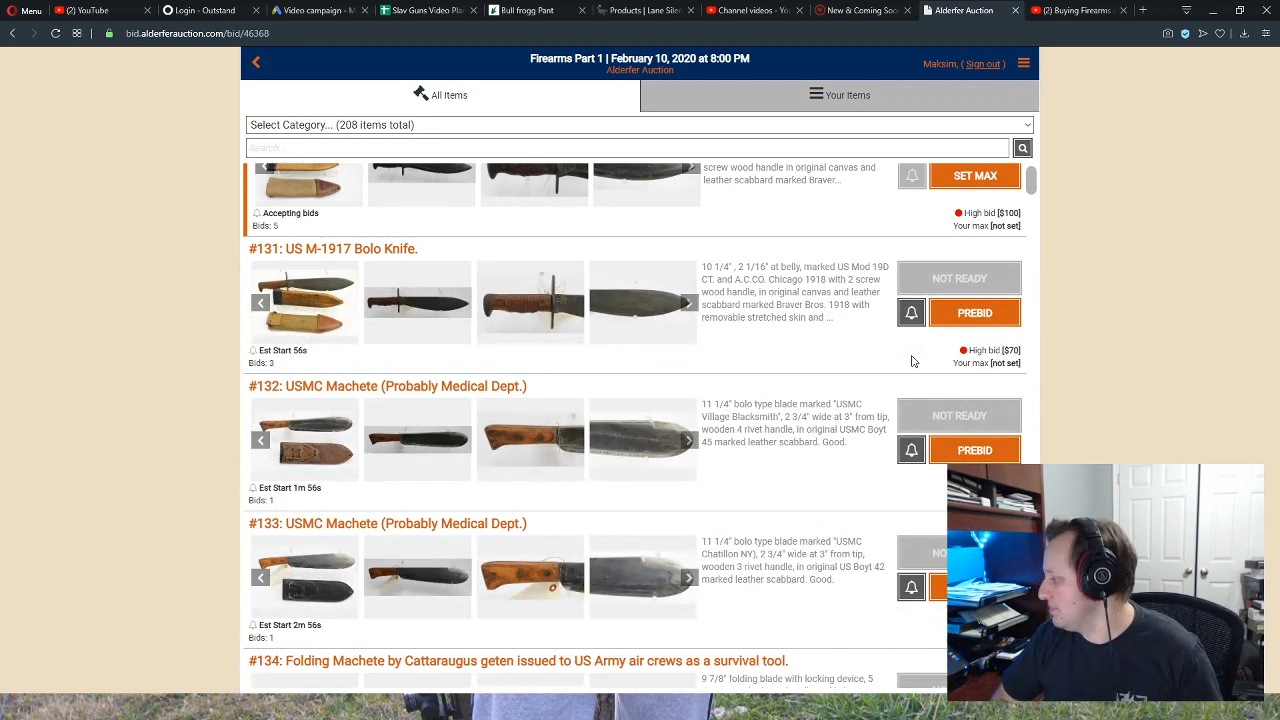 Menu
YouTube
Login - Outstand
Video campaign - M
Slav Guns Video Plan
Bull frogg Pant
Products | Lane Silen
Channel videos - Yo
New & Coming Soo
Alderfer Auction
(2) Buying Firearms
bid.alderferauction.com/bid/46368
Firearms Part 1 | February 10, 2020 at 8:00 PM
Alderfer Auction
Maksim, ( Sign out )
All Items
Your Items
Select Category... (208 items total)
Search...
screw wood handle in original canvas and
leather scabbard marked Braver...
SET MAX
Accepting bids
Bids: 5
High bid [$100]
Your max [not set]
#131: US M-1917 Bolo Knife.
10 1/4" , 2 1/16" at belly, marked US Mod 19D
CT. and A.C.CO. Chicago 1918 with 2 screw
wood handle, in original canvas and leather
scabbard marked Braver Bros. 1918 with
removable stretched skin and ...
NOT READY
PREBID
Est Start 56s
Bids: 3
High bid [$70]
Your max [not set]
#132: USMC Machete (Probably Medical Dept.)
11 1/4" bolo type blade marked "USMC
Village Blacksmith", 2 3/4" wide at 3" from tip,
wooden 4 rivet handle, in original USMC Boyt
45 marked leather scabbard. Good.
NOT READY
PREBID
Est Start 1m 56s
Bids: 1
#133: USMC Machete (Probably Medical Dept.)
11 1/4" bolo type blade marked "USMC
Chatillon NY), 2 3/4" wide at 3" from tip,
wooden 3 rivet handle, in original US Boyt 42
marked leather scabbard. Good.
NO
Est Start 2m 56s
Bids: 1
#134: Folding Machete by Cattaraugus geten issued to US Army air crews as a survival tool.
9 7/8" folding blade with locking device, 5